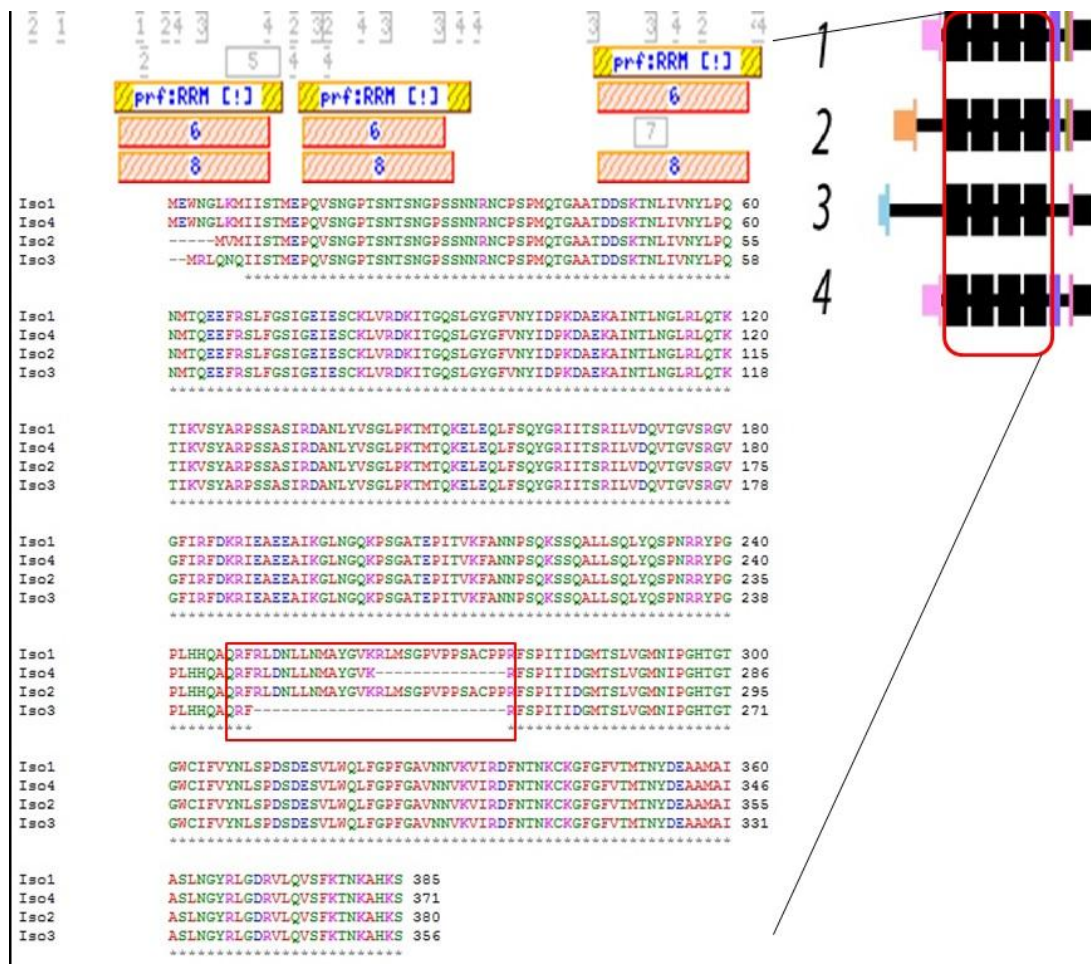 5
prf:RRM [!]
prf:RRM [!] prf:RRM [!]
6 6 6
7
8 8 8
1
2
3
4
Iso1 MEWNGLKMIISTMEPQVSNGPTSNTSNGPSSNNRNCPSPMQTGAATDDSKTNLIVNYLPQ 60
Iso4 MEWNGLKMIISTMEPQVSNGPTSNTSNGPSSNNRNCPSPMQTGAATDDSKTNLIVNYLPQ 60
Iso2 -----MVMIISTMEPQVSNGPTSNTSNGPSSNNRNCPSPMQTGAATDDSKTNLIVNYLPQ 55
Iso3 --MRLQNQIISTMEPQVSNGPTSNTSNGPSSNNRNCPSPMQTGAATDDSKTNLIVNYLPQ 58
Iso1 NMTQEEFRSLFGSIGEIESCKLVRDKITGQSLGYGFVNYIDPKDAEKAINTLNGLRLQTK 120
Iso4 NMTQEEFRSLFGSIGEIESCKLVRDKITGQSLGYGFVNYIDPKDAEKAINTLNGLRLQTK 120
Iso2 NMTQEEFRSLFGSIGEIESCKLVRDKITGQSLGYGFVNYIDPKDAEKAINTLNGLRLQTK 115
Iso3 NMTQEEFRSLFGSIGEIESCKLVRDKITGQSLGYGFVNYIDPKDAEKAINTLNGLRLQTK 118
Iso1 TIKVSYARPSSASIRDANLYVSGLPKTMTQKELEQLFSQYGRIITSRILVDQVTGVSRGV 180
Iso4 TIKVSYARPSSASIRDANLYVSGLPKTMTQKELEQLFSQYGRIITSRILVDQVTGVSRGV 180
Iso2 TIKVSYARPSSASIRDANLYVSGLPKTMTQKELEQLFSQYGRIITSRILVDQVTGVSRGV 175
Iso3 TIKVSYARPSSASIRDANLYVSGLPKTMTQKELEQLFSQYGRIITSRILVDQVTGVSRGV 178
Iso1 GFIRFDKRIEAEEAIKGLNGQKPSGATEPITVKFANNPSQKSSQALLSQLYQSPNRRYPG 240
Iso4 GFIRFDKRIEAEEAIKGLNGQKPSGATEPITVKFANNPSQKSSQALLSQLYQSPNRRYPG 240
Iso2 GFIRFDKRIEAEEAIKGLNGQKPSGATEPITVKFANNPSQKSSQALLSQLYQSPNRRYPG 235
Iso3 GFIRFDKRIEAEEAIKGLNGQKPSGATEPITVKFANNPSQKSSQALLSQLYQSPNRRYPG 238
Iso1 PLHHQAQRFRLDNLLNMAYGVKRLMSGPVPPSACPPRFSPITIDGMTSLVGMNIPGHTGT 300
Iso4 PLHHQAQRFRLDNLLNMAYGVK--------------RFSPITIDGMTSLVGMNIPGHTGT 286
Iso2 PLHHQAQRFRLDNLLNMAYGVKRLMSGPVPPSACPPRFSPITIDGMTSLVGMNIPGHTGT 295
Iso3 PLHHQAQRF---------------------------RFSPITIDGMTSLVGMNIPGHTGT 271
Iso1 GWCIFVYNLSPDSDESVLWQLFGPFGAVNNVKVIRDFNTNKCKGFGFVTMTNYDEAAMAI 360
Iso4 GWCIFVYNLSPDSDESVLWQLFGPFGAVNNVKVIRDFNTNKCKGFGFVTMTNYDEAAMAI 346
Iso2 GWCIFVYNLSPDSDESVLWQLFGPFGAVNNVKVIRDFNTNKCKGFGFVTMTNYDEAAMAI 355
Iso3 GWCIFVYNLSPDSDESVLWQLFGPFGAVNNVKVIRDFNTNKCKGFGFVTMTNYDEAAMAI 331
Iso1 ASLNGYRLGDRVLQVSFKTNKAHKS 385
Iso4 ASLNGYRLGDRVLQVSFKTNKAHKS 371
Iso2 ASLNGYRLGDRVLQVSFKTNKAHKS 380
Iso3 ASLNGYRLGDRVLQVSFKTNKAHKS 356